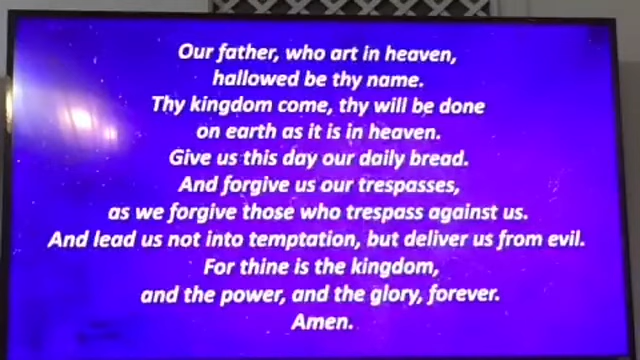 Our father, who art in heaven,
hallowed be thy name.
Thy kingdom come, thy will be done
on earth as it is in heaven.
Give us this day our daily bread.
And forgive us our trespasses,
as we forgive those who trespass against us.
And lead us not into temptation, but deliver us from evil.
For thine is the kingdom,
and the power, and the glory, forever.
Amen.